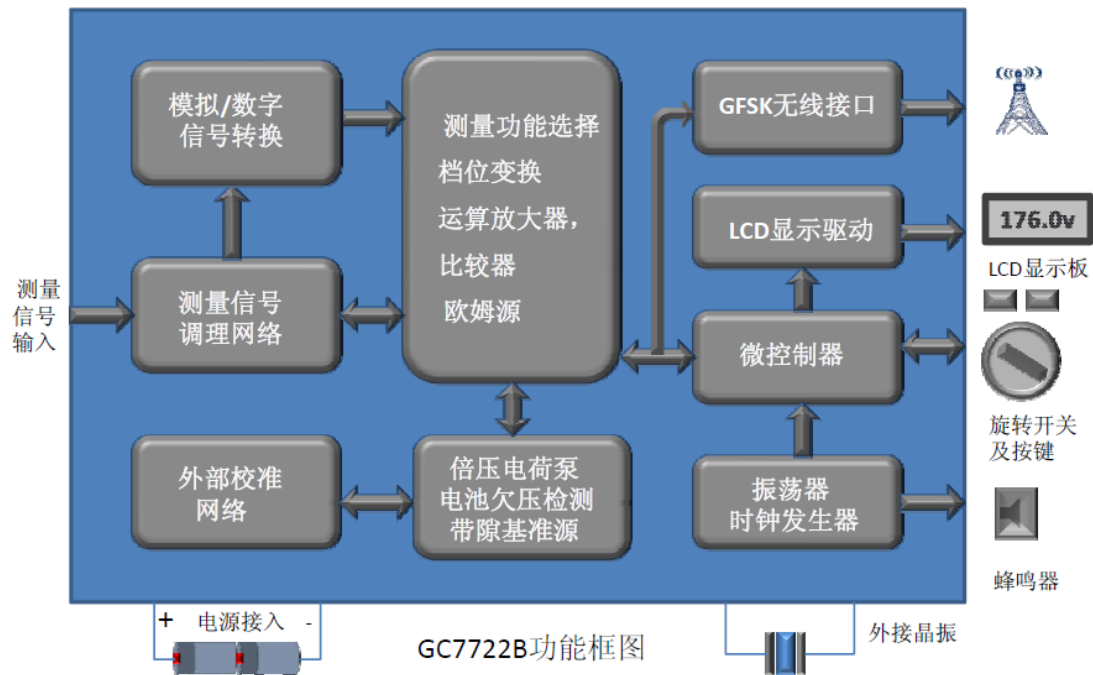 模拟/数字
信号转换
测量功能选择
档位变换
运算放大器，
比较器
欧姆源
GFSK无线接口
LCD显示驱动
176.0v
LCD显示板
测量
信号
输入
测量信号
调理网络
微控制器
旋转开关
及按键
外部校准
网络
倍压电荷泵
电池欠压检测
带隙基准源
振荡器
时钟发生器
蜂鸣器
+ 电源接入 -
GC7722B功能框图
外接晶振